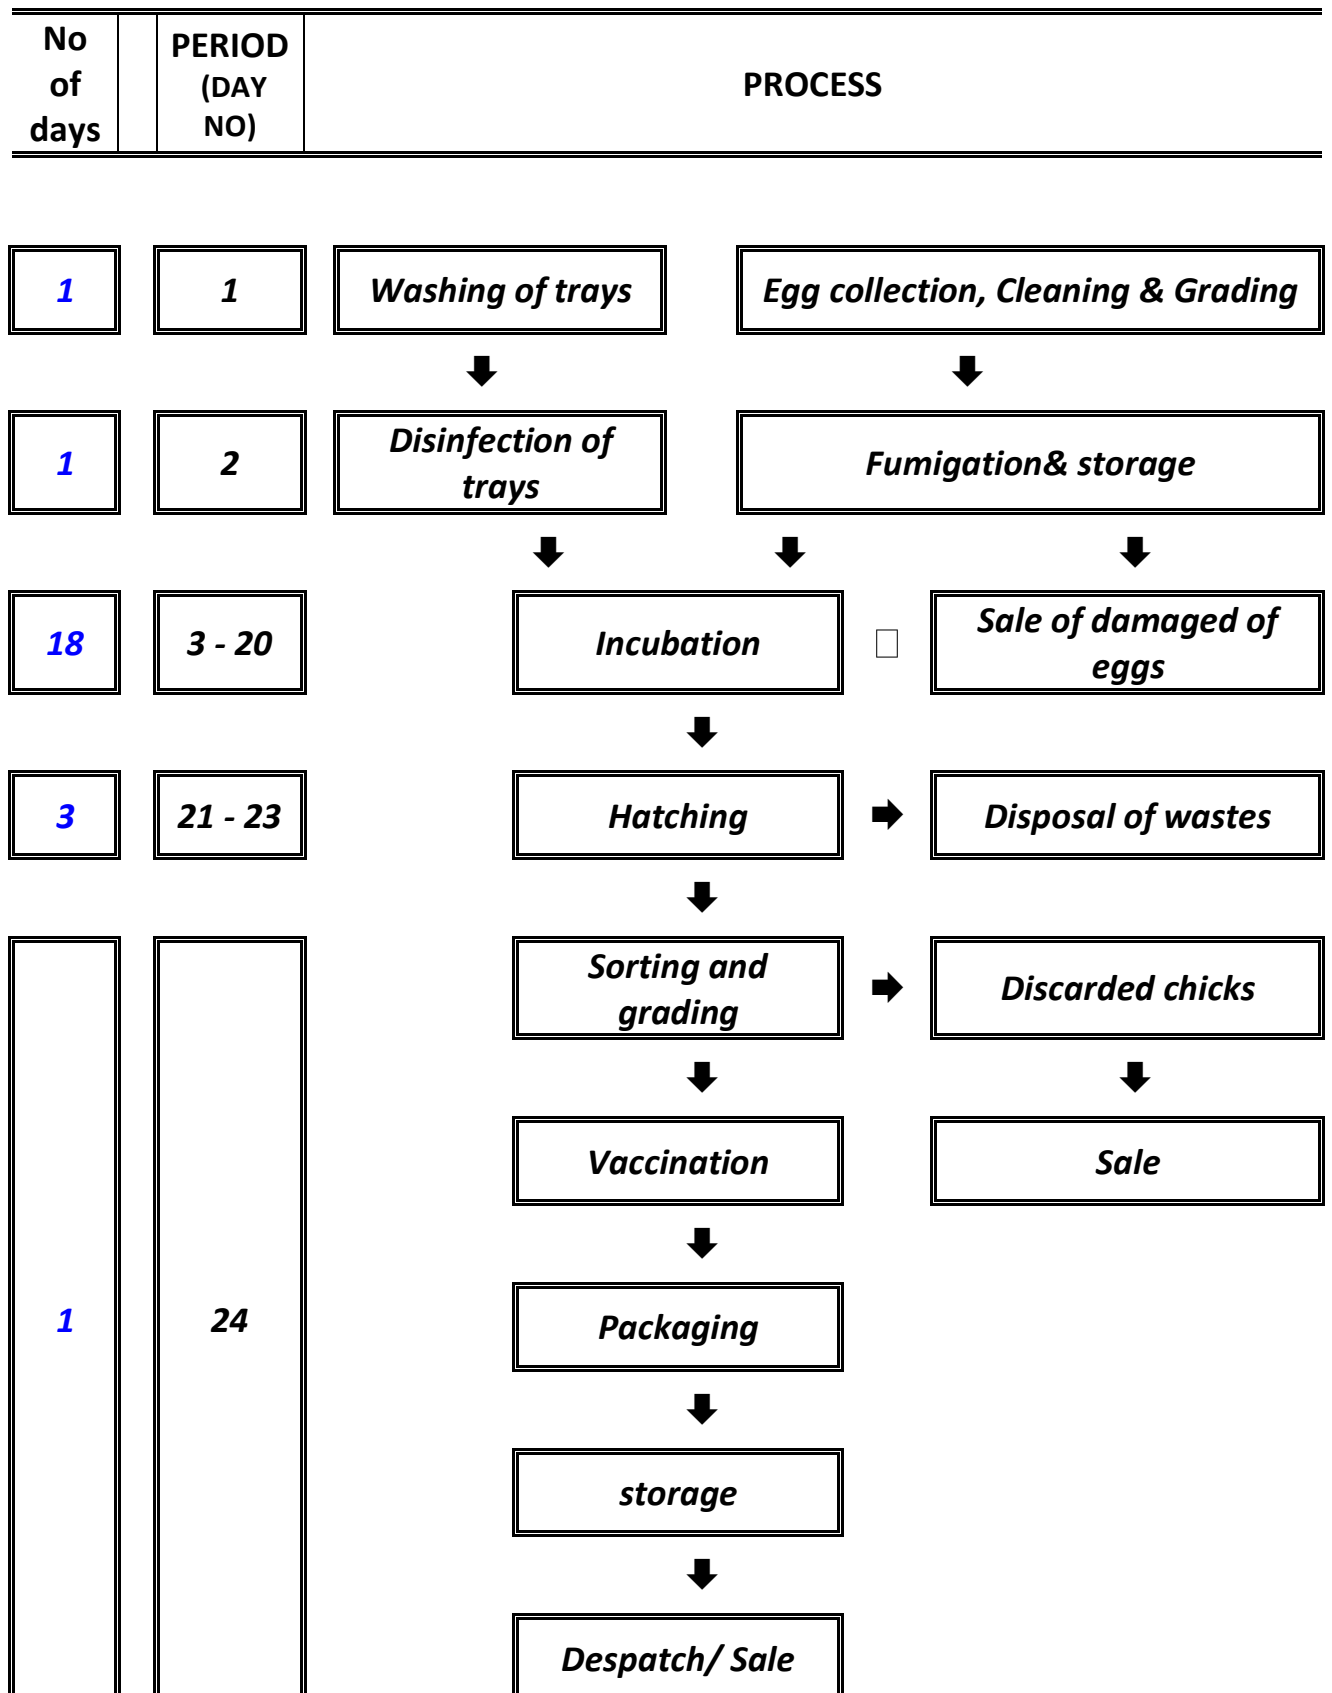 No
of
days
PERIOD
(DAY
NO)
PROCESS
1
1
Washing of trays
Egg collection, Cleaning & Grading
1
2
Disinfection of
trays
Fumigation& storage
18
3 - 20
Incubation
Sale of damaged of
eggs
3
21 - 23
Hatching
Disposal of wastes
Sorting and
grading
Discarded chicks
Vaccination
Sale
1
24
Packaging
storage
Despatch/ Sale